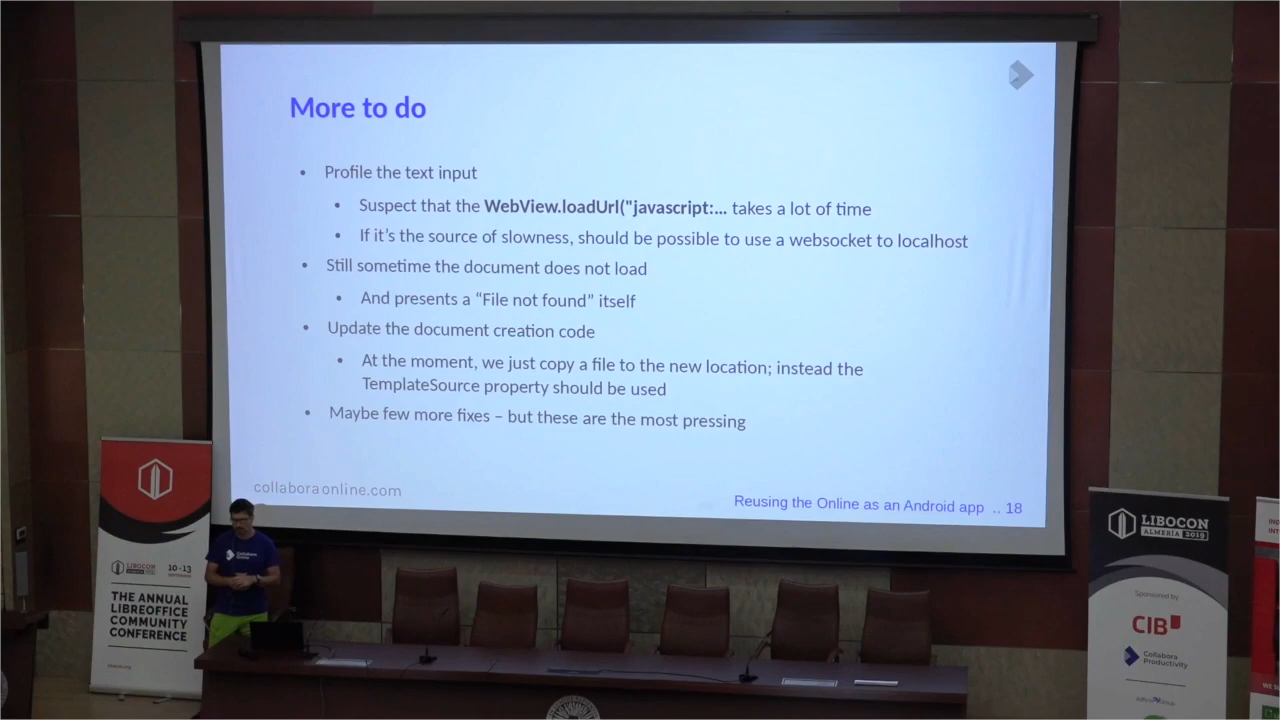 More to do
• Profile the text input
• Suspect that the WebView.loadUrl("javascript:... takes a lot of time
• If it's the source of slowness, should be possible to use a websocket to localhost
• Still sometime the document does not load
• And presents a “File not found” itself
• Update the document creation code
• At the moment, we just copy a file to the new location; instead the
TemplateSource property should be used
• Maybe few more fixes – but these are the most pressing
collaboraonline.com
Reusing the Online as an Android app .. 18
LIBOCON
10-13
SEPTEMBER
THE ANNUAL
LIBREOFFICE
COMMUNITY
CONFERENCE
Collabora
Online
LIBOCON
ALMERÍA 2019
Sponsored by
CIB
Collabora
Productivity